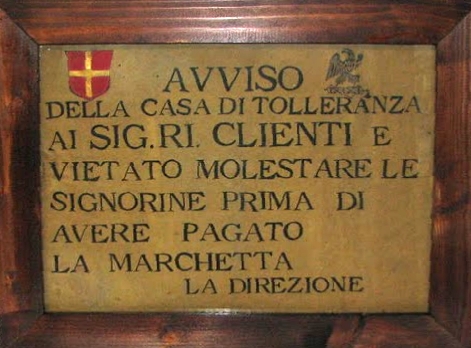 AVVISO
DELLA CASA DI TOLLERANZA
AI SIG.RI. CLIENTI E
VIETATO MOLESTARE LE
SIGNORINE PRIMA DI
AVERE PAGATO
LA MARCHETTA
LA DIREZIONE